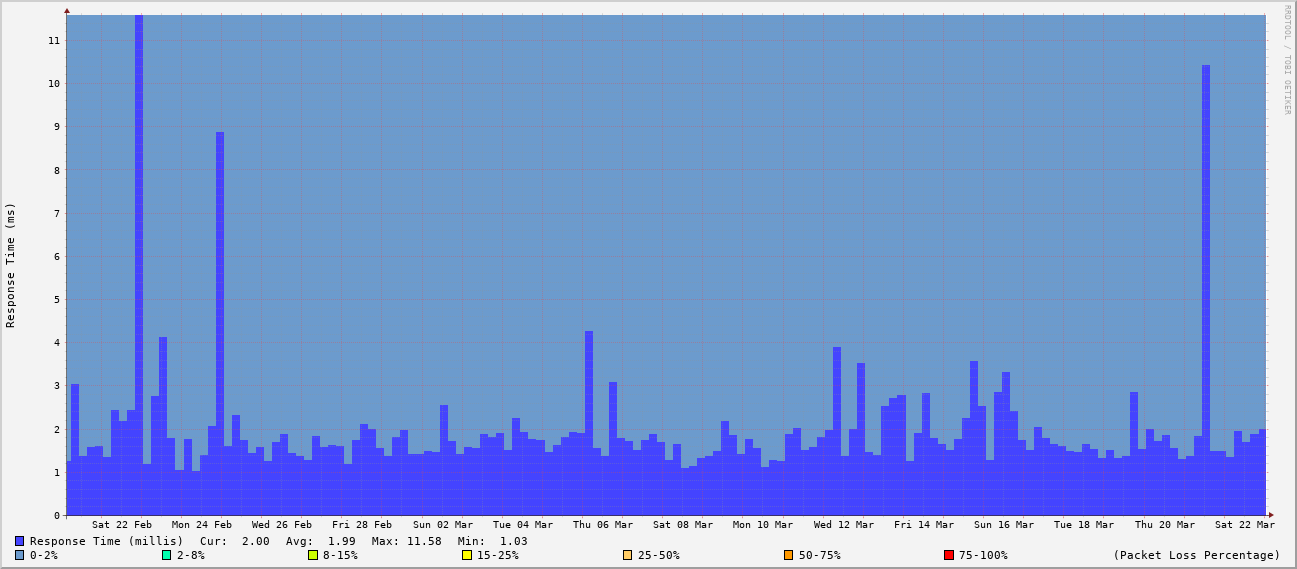 RRDTOOL / TOBI OETIKER
Response Time (ms)
11
10
9
8
7
6
5
4
3
2
1
0
Sat 22 Feb Mon 24 Feb Wed 26 Feb Fri 28 Feb Sun 02 Mar Tue 04 Mar Thu 06 Mar Sat 08 Mar Mon 10 Mar Wed 12 Mar Fri 14 Mar Sun 16 Mar Tue 18 Mar Thu 20 Mar Sat 22 Mar
Response Time (millis) Cur: 2.00 Avg: 1.99 Max: 11.58 Min: 1.03
0-2% 2-8% 8-15% 15-25% 25-50% 50-75% 75-100% (Packet Loss Percentage)